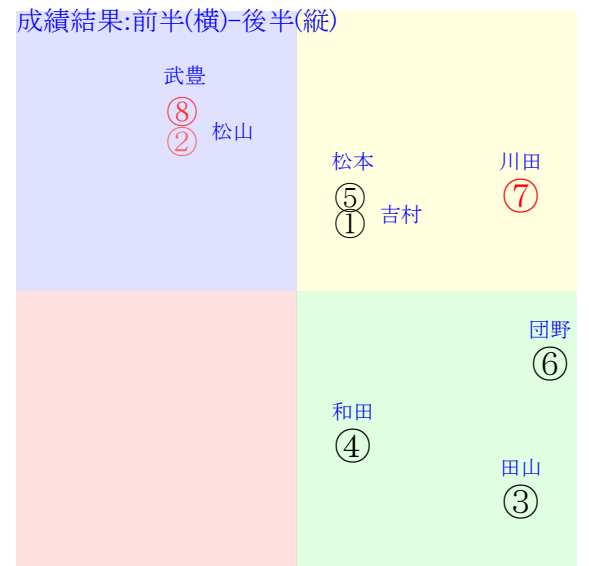 成績結果:前半(横)-後半(縦)
武豊
⑧
② 松山
松本 川田
⑤ ⑦
① 吉村
団野
⑥
和田
④
田山
③